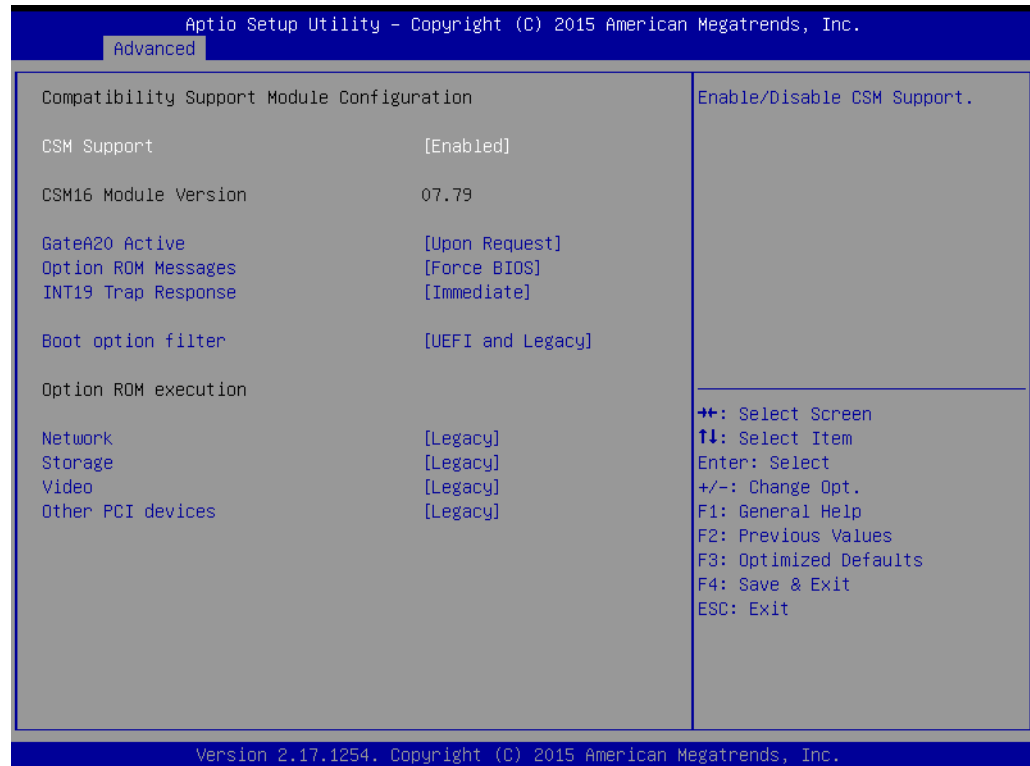 Aptio Setup Utility – Copyright (C) 2015 American Megatrends, Inc.
Advanced
Compatibility Support Module Configuration
CSM Support [Enabled]
CSM16 Module Version 07.79
GateA20 Active [Upon Request]
Option ROM Messages [Force BIOS]
INT19 Trap Response [Immediate]
Boot option filter [UEFI and Legacy]
Option ROM execution
Network [Legacy]
Storage [Legacy]
Video [Legacy]
Other PCI devices [Legacy]
Enable/Disable CSM Support.
→←: Select Screen
↑↓: Select Item
Enter: Select
+/-: Change Opt.
F1: General Help
F2: Previous Values
F3: Optimized Defaults
F4: Save & Exit
ESC: Exit
Version 2.17.1254. Copyright (C) 2015 American Megatrends, Inc.